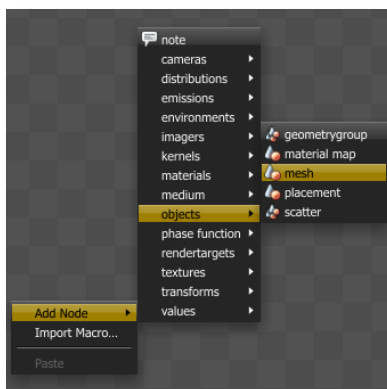 note
cameras
distributions
emissions
environments
imagers
kernels
materials
medium
objects
phase function
rendertargets
textures
transforms
values
geometrygroup
material map
mesh
placement
scatter
Add Node
Import Macro...
Paste